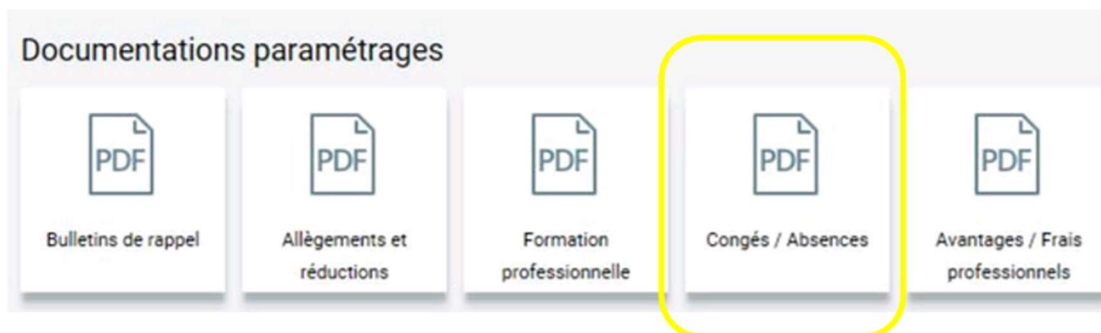 Documentations paramétrages
PDF
PDF
PDF
PDF
PDF
Bulletins de rappel
Allègements et
réductions
Formation
professionnelle
Congés / Absences
Avantages / Frais
professionnels